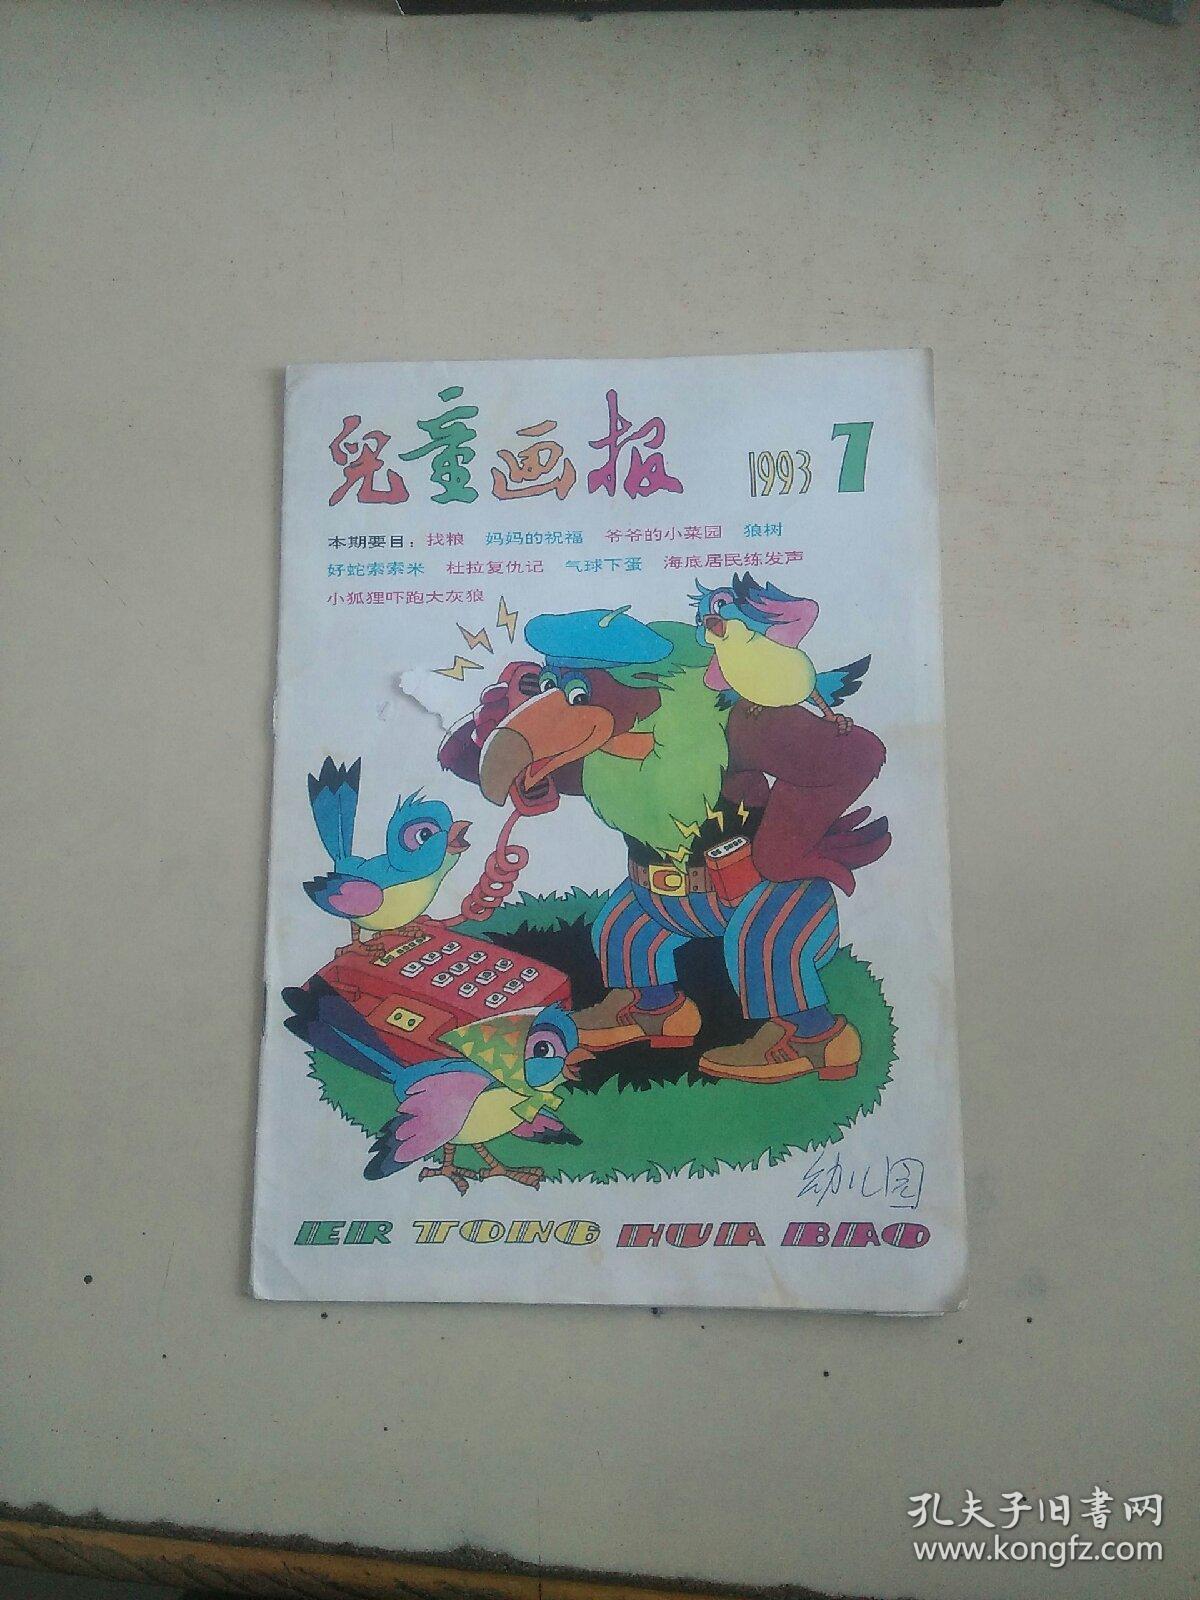 兒童画报 1993 7
本期要目：找粮 妈妈的祝福 爷爷的小菜园 狼树
好蛇索索米 杜拉复仇记 气球下蛋 海底居民练发声
小狐狸吓跑大灰狼
幼儿园
ER TONG HUA BAO
孔夫子旧書网
www.kongfz.com